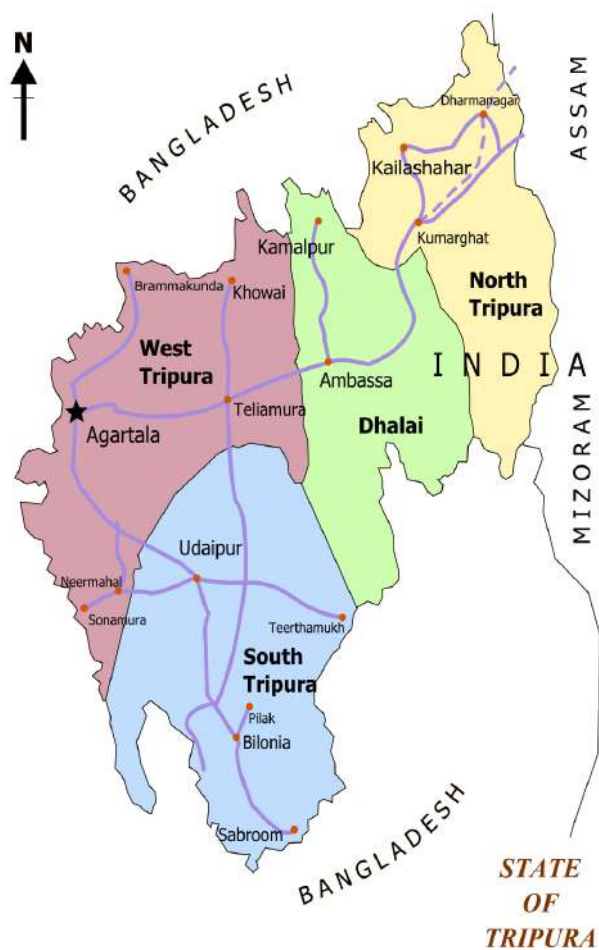 N
BANGLADESH
ASSAM
Dharmanagar
Kailashahar
Kumarghat
Kamalpur
North
Tripura
Brammakunda
Khowai
West
Tripura
INDIA
Ambassa
Teliamura
Agartala
Dhalai
MIZORAM
Udaipur
Neermahal
Sonamura
Teerthamukh
South
Tripura
Pilak
Bilonia
Sabroom
BANGLADESH
STATE
OF
TRIPURA